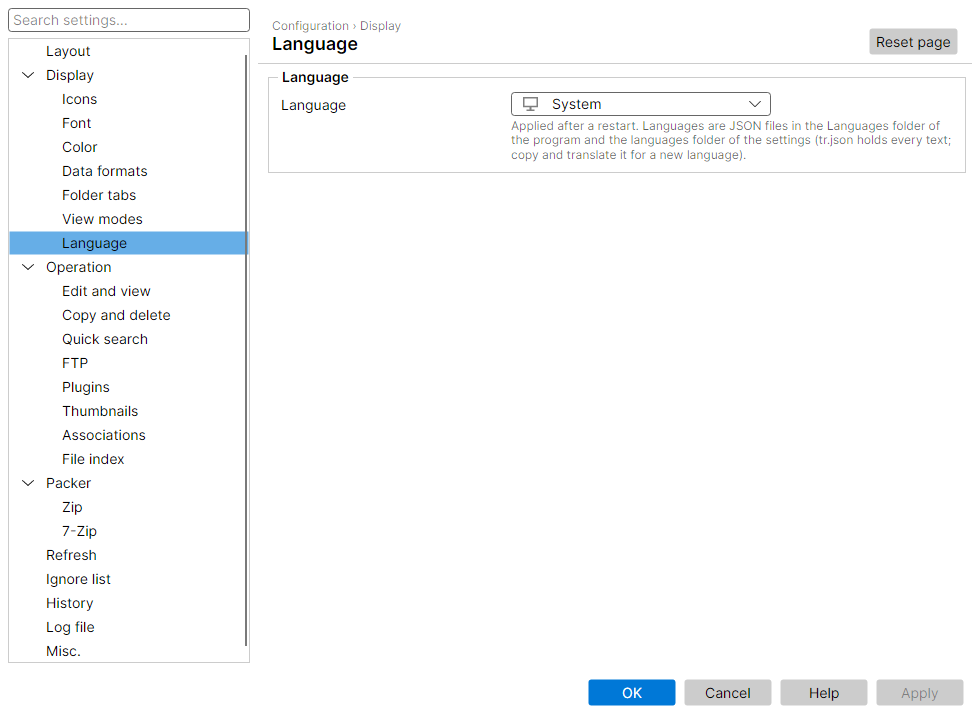 Search settings...
Layout
Display
Icons
Font
Color
Data formats
Folder tabs
View modes
Language
Operation
Edit and view
Copy and delete
Quick search
FTP
Plugins
Thumbnails
Associations
File index
Packer
Zip
7-Zip
Refresh
Ignore list
History
Log file
Misc.
Configuration › Display
Language
Reset page
Language
Language
System
Applied after a restart. Languages are JSON files in the Languages folder of
the program and the languages folder of the settings (tr.json holds every text;
copy and translate it for a new language).
OK
Cancel
Help
Apply